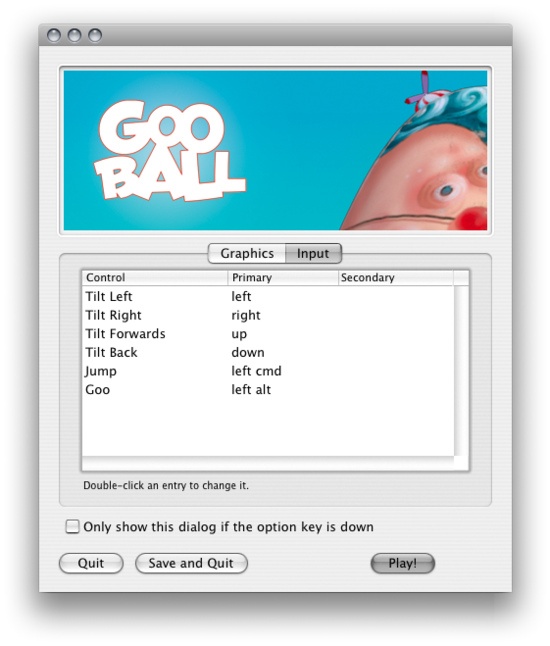 GOO
BALL
Graphics Input
Control Primary Secondary
Tilt Left left
Tilt Right right
Tilt Forwards up
Tilt Back down
Jump left cmd
Goo left alt
Double-click an entry to change it.
Only show this dialog if the option key is down
Quit Save and Quit Play!